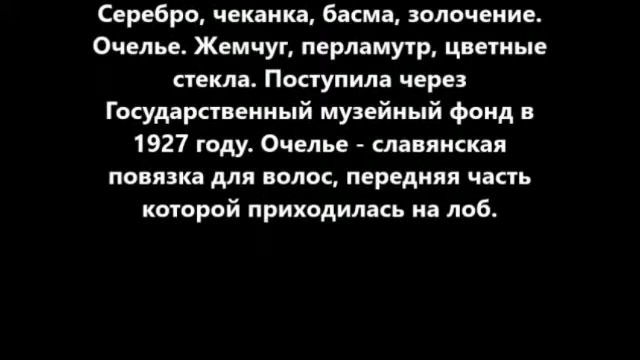 Серебро, чеканка, басма, золочение.
Очелье. Жемчуг, перламутр, цветные
стекла. Поступила через
Государственный музейный фонд в
1927 году. Очелье - славянская
повязка для волос, передняя часть
которой приходилась на лоб.